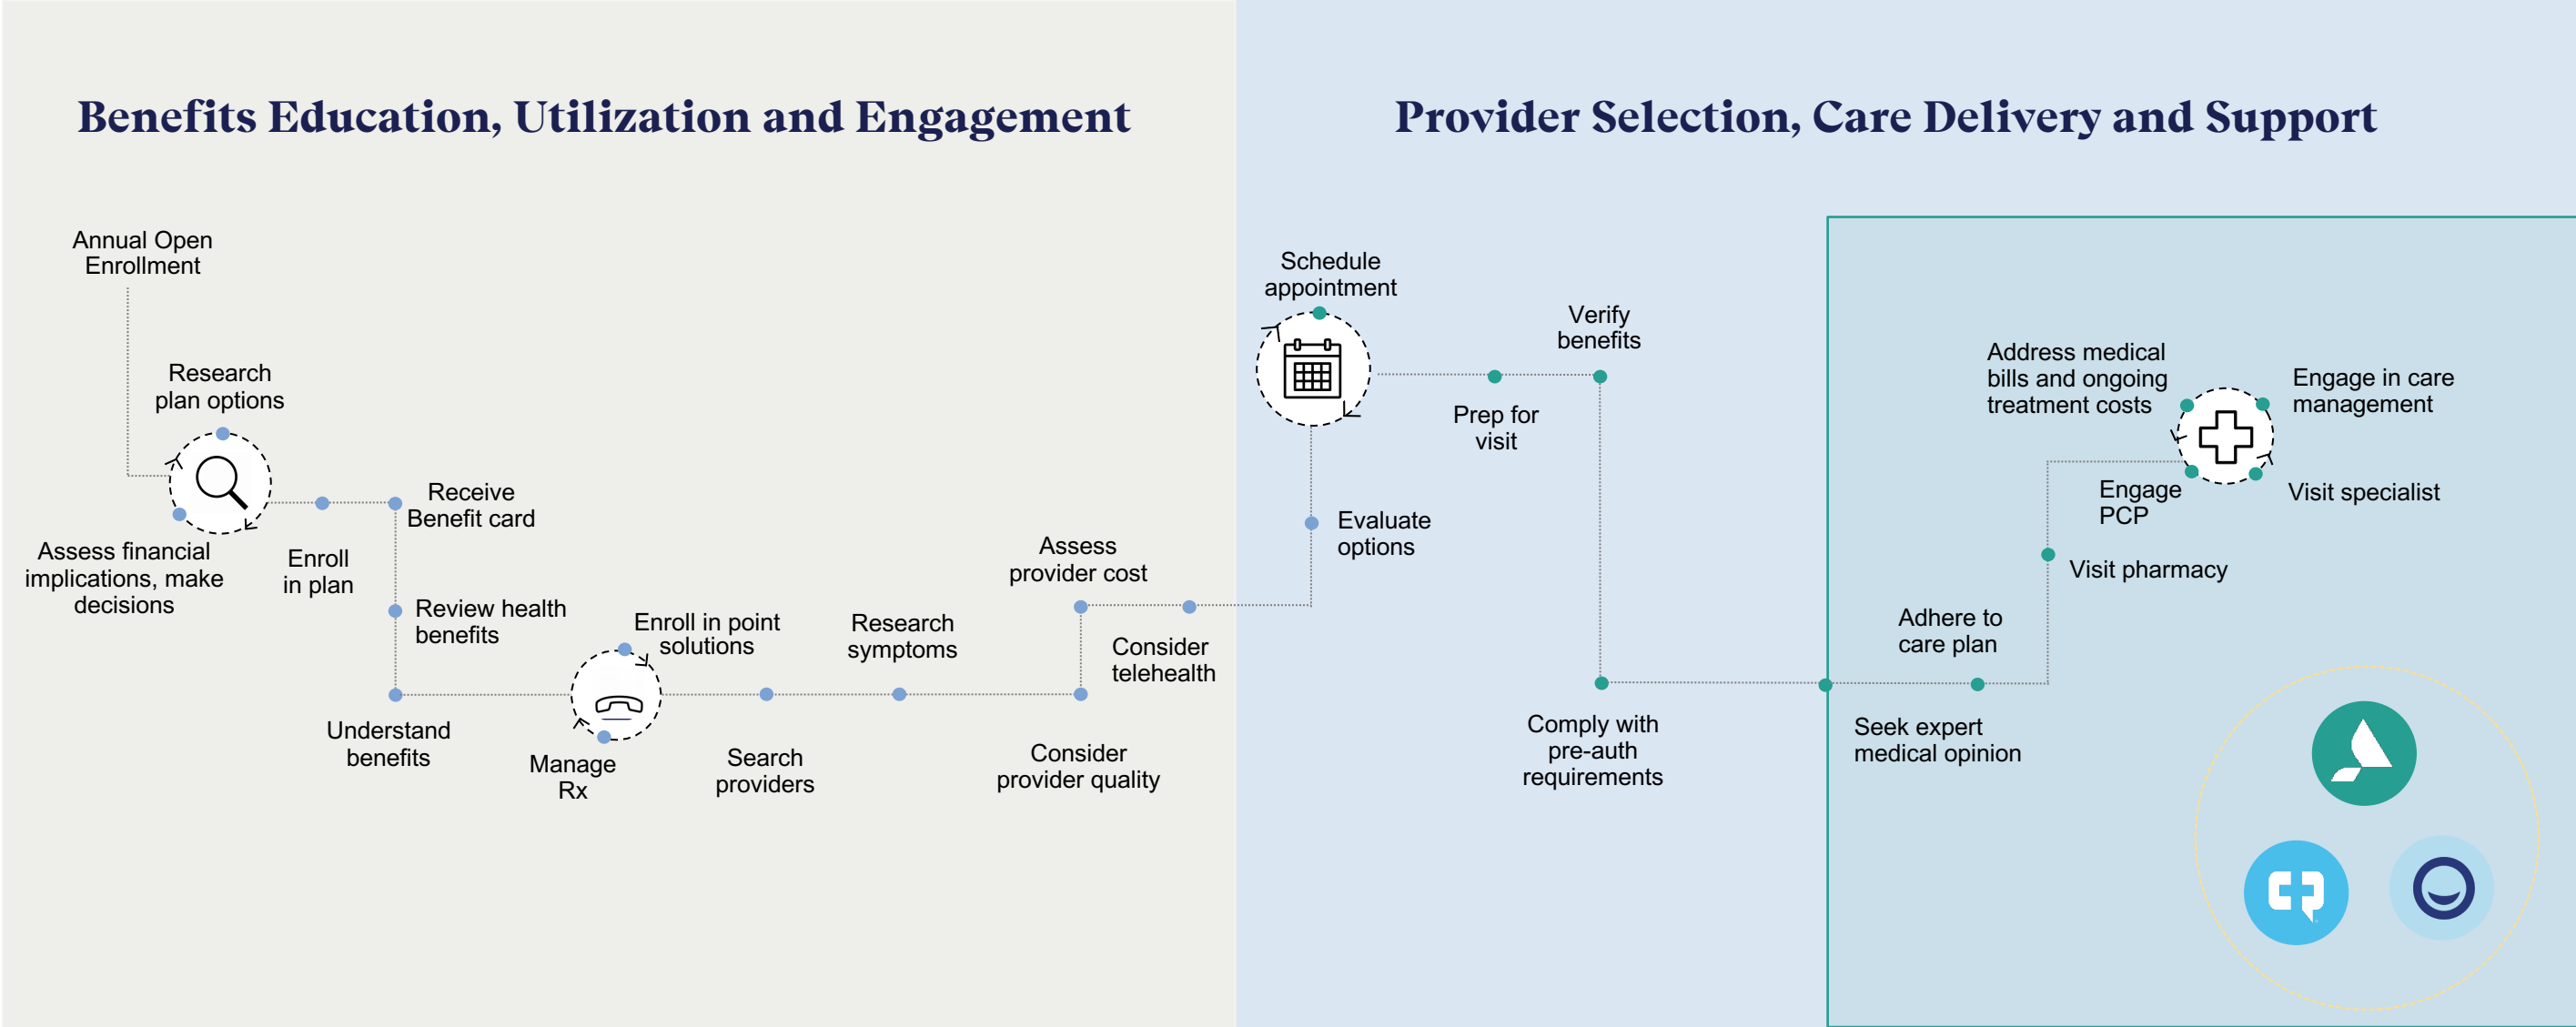 Benefits Education, Utilization and Engagement
Annual Open
Enrollment
Research
plan options
Assess financial
implications, make
decisions
Enroll
in plan
Receive
Benefit card
Review health
benefits
Understand
benefits
Enroll in point
solutions
Manage
Rx
Search
providers
Research
symptoms
Consider
provider quality
Assess
provider cost
Consider
telehealth
Provider Selection, Care Delivery and Support
Evaluate
options
Schedule
appointment
Prep for
visit
Verify
benefits
Comply with
pre-auth
requirements
Seek expert
medical opinion
Adhere to
care plan
Visit pharmacy
Engage
PCP
Address medical
bills and ongoing
treatment costs
Engage in care
management
Visit specialist